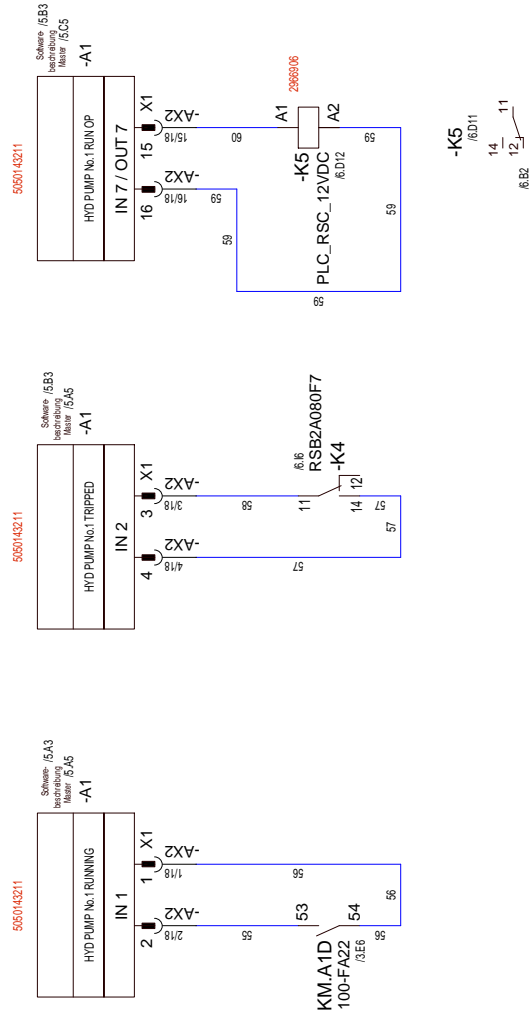 5050143211
Software- /5.A3
beschreibung
Master /5.A5
-A1
HYD PUMP No.1 RUNNING
IN 1
2
1
X1
-AX2
2/18
-AX2
1/18
55
56
53
54
KM.A1D
100-FA22
/3.E6
56
56
5050143211
Software- /5.B3
beschreibung
Master /5.A5
-A1
HYD PUMP No.1 TRIPPED
IN 2
4
3
X1
-AX2
4/18
-AX2
3/18
57
58
/6.I6
RSB2A080F7
-K4
11
14
12
57
57
5050143211
Software- /5.B3
beschreibung
Master /5.C5
-A1
HYD PUMP No.1 RUN OP
IN 7 / OUT 7
16
15
X1
-AX2
16/18
-AX2
15/18
59
60
59
A1
A2
2966906
-K5
/6.D12
PLC_RSC_12VDC
59
59
59
-K5
/6.D11
14
12
11
/6.B2